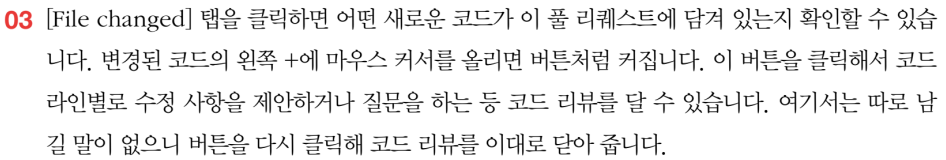 03 [File changed] 탭을 클릭하면 어떤 새로운 코드가 이 풀 리퀘스트에 담겨 있는지 확인할 수 있습
니다. 변경된 코드의 왼쪽 +에 마우스 커서를 올리면 버튼처럼 커집니다. 이 버튼을 클릭해서 코드
라인별로 수정 사항을 제안하거나 질문을 하는 등 코드 리뷰를 달 수 있습니다. 여기서는 따로 남
길 말이 없으니 버튼을 다시 클릭해 코드 리뷰를 이대로 닫아 줍니다.